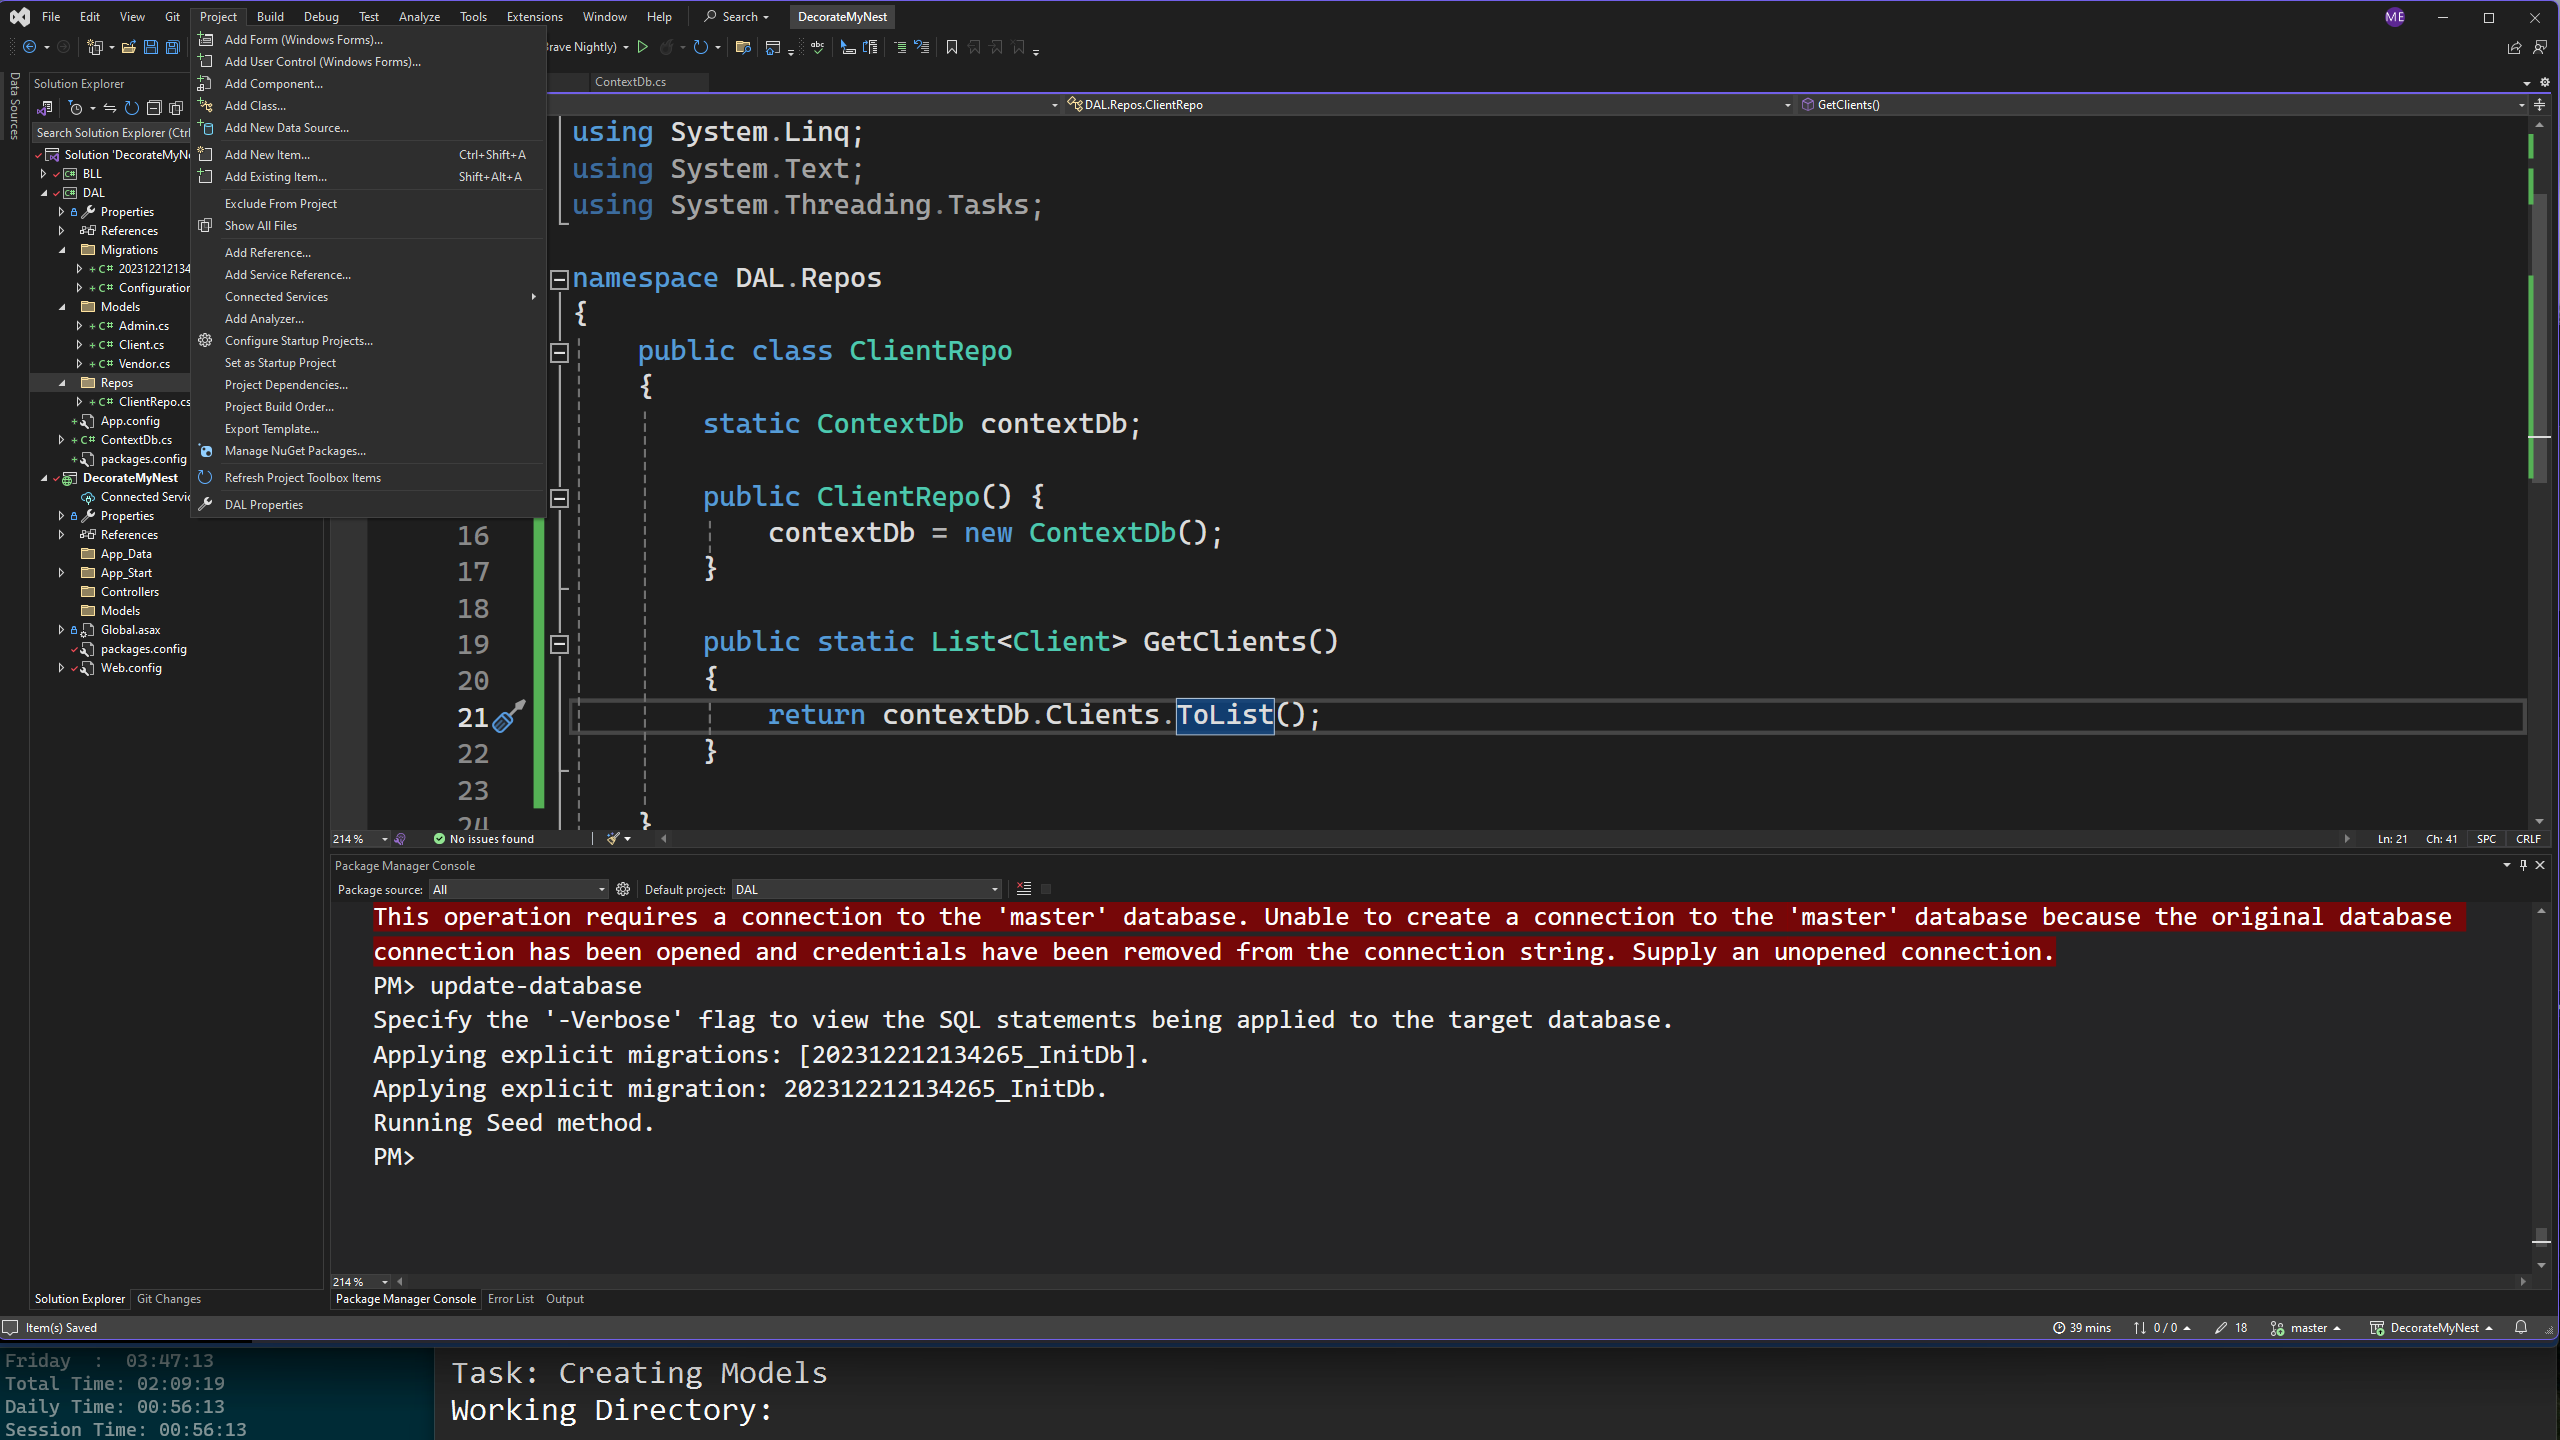 File Edit View Git Project Build Debug Test Analyze Tools Extensions Window Help Search DecorateMyNest ME
Brave Nightly)
Data Sources
Solution Explorer
Search Solution Explorer (Ctrl
Solution 'DecorateMyNe
BLL
DAL
Properties
References
Migrations
20231221213
Configuration
Models
Admin.cs
Client.cs
Vendor.cs
Repos
ClientRepo.cs
App.config
ContextDb.cs
packages.config
DecorateMyNest
Connected Servic
Properties
References
App_Data
App_Start
Controllers
Models
Global.asax
packages.config
Web.config
Add Form (Windows Forms)...
Add User Control (Windows Forms)...
Add Component...
Add Class...
Add New Data Source...
Add New Item... Ctrl+Shift+A
Add Existing Item... Shift+Alt+A
Exclude From Project
Show All Files
Add Reference...
Add Service Reference...
Connected Services
Add Analyzer...
Configure Startup Projects...
Set as Startup Project
Project Dependencies...
Project Build Order...
Export Template...
Manage NuGet Packages...
Refresh Project Toolbox Items
DAL Properties
ContextDb.cs
DAL.Repos.ClientRepo GetClients()
using System.Linq;
using System.Text;
using System.Threading.Tasks;
namespace DAL.Repos
{
public class ClientRepo
{
static ContextDb contextDb;
public ClientRepo() {
16 contextDb = new ContextDb();
17 }
18
19 public static List<Client> GetClients()
20 {
21 return contextDb.Clients.ToList();
22 }
23
24 }
214 % No issues found Ln: 21 Ch: 41 SPC CRLF
Package Manager Console
Package source: All Default project: DAL
This operation requires a connection to the 'master' database. Unable to create a connection to the 'master' database because the original database
connection has been opened and credentials have been removed from the connection string. Supply an unopened connection.
PM> update-database
Specify the '-Verbose' flag to view the SQL statements being applied to the target database.
Applying explicit migrations: [202312212134265_InitDb].
Applying explicit migration: 202312212134265_InitDb.
Running Seed method.
PM>
214 %
Solution Explorer Git Changes
Package Manager Console Error List Output
Item(s) Saved 39 mins 0 / 0 18 master DecorateMyNest
Friday : 03:47:13
Total Time: 02:09:19
Daily Time: 00:56:13
Session Time: 00:56:13
Task: Creating Models
Working Directory: